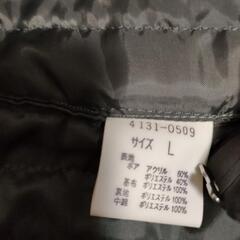 4131-0509
サイズ L
表地
ボア アクリル 60%
ポリエステル 40%
基布 ポリエステル 100%
裏地 ポリエステル 100%
中綿 ポリエステル 100%